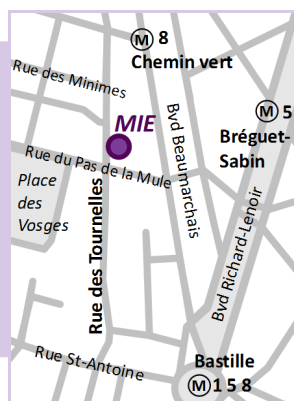 M 8
Chemin vert
Rue des Minimes
MIE
M 5
Bréguet-
Sabin
Bvd Beaumarchais
Rue du Pas de la Mule
Place
des
Vosges
Rue des Tournelles
Bvd Richard-Lenoir
Rue St-Antoine
Bastille
M 1 5 8